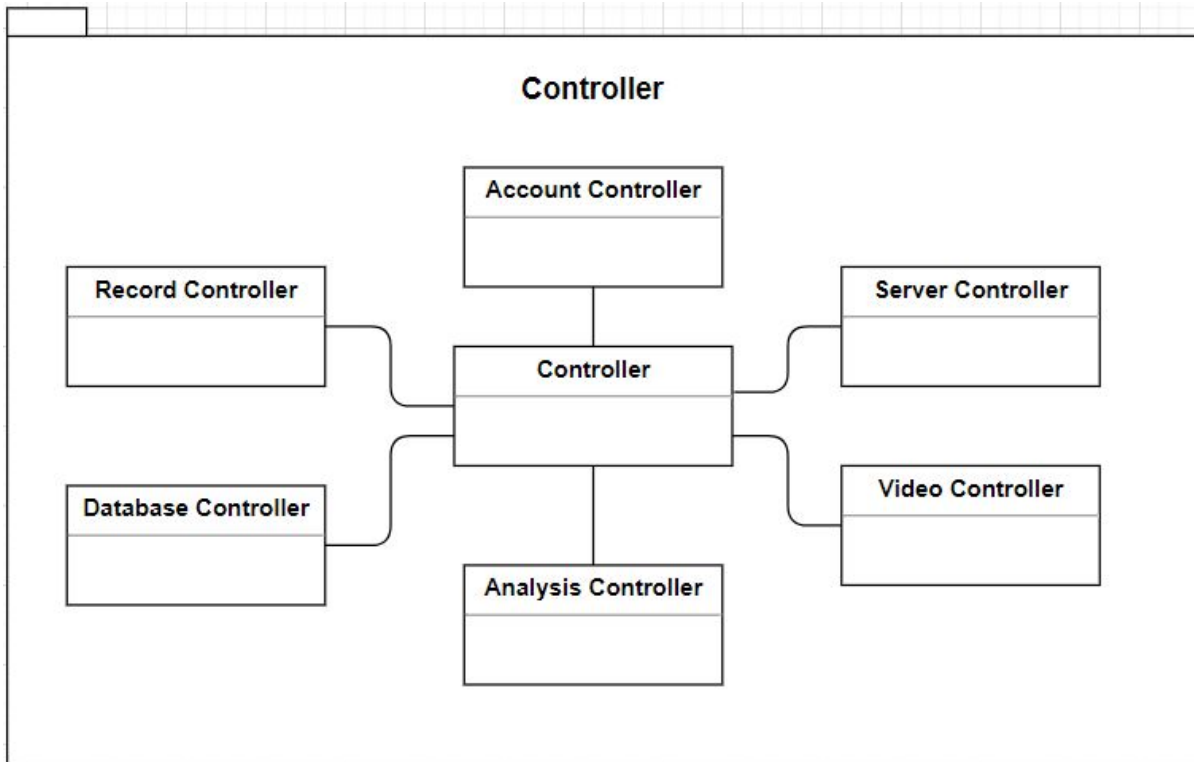 Controller
Account Controller
Record Controller
Server Controller
Controller
Database Controller
Video Controller
Analysis Controller